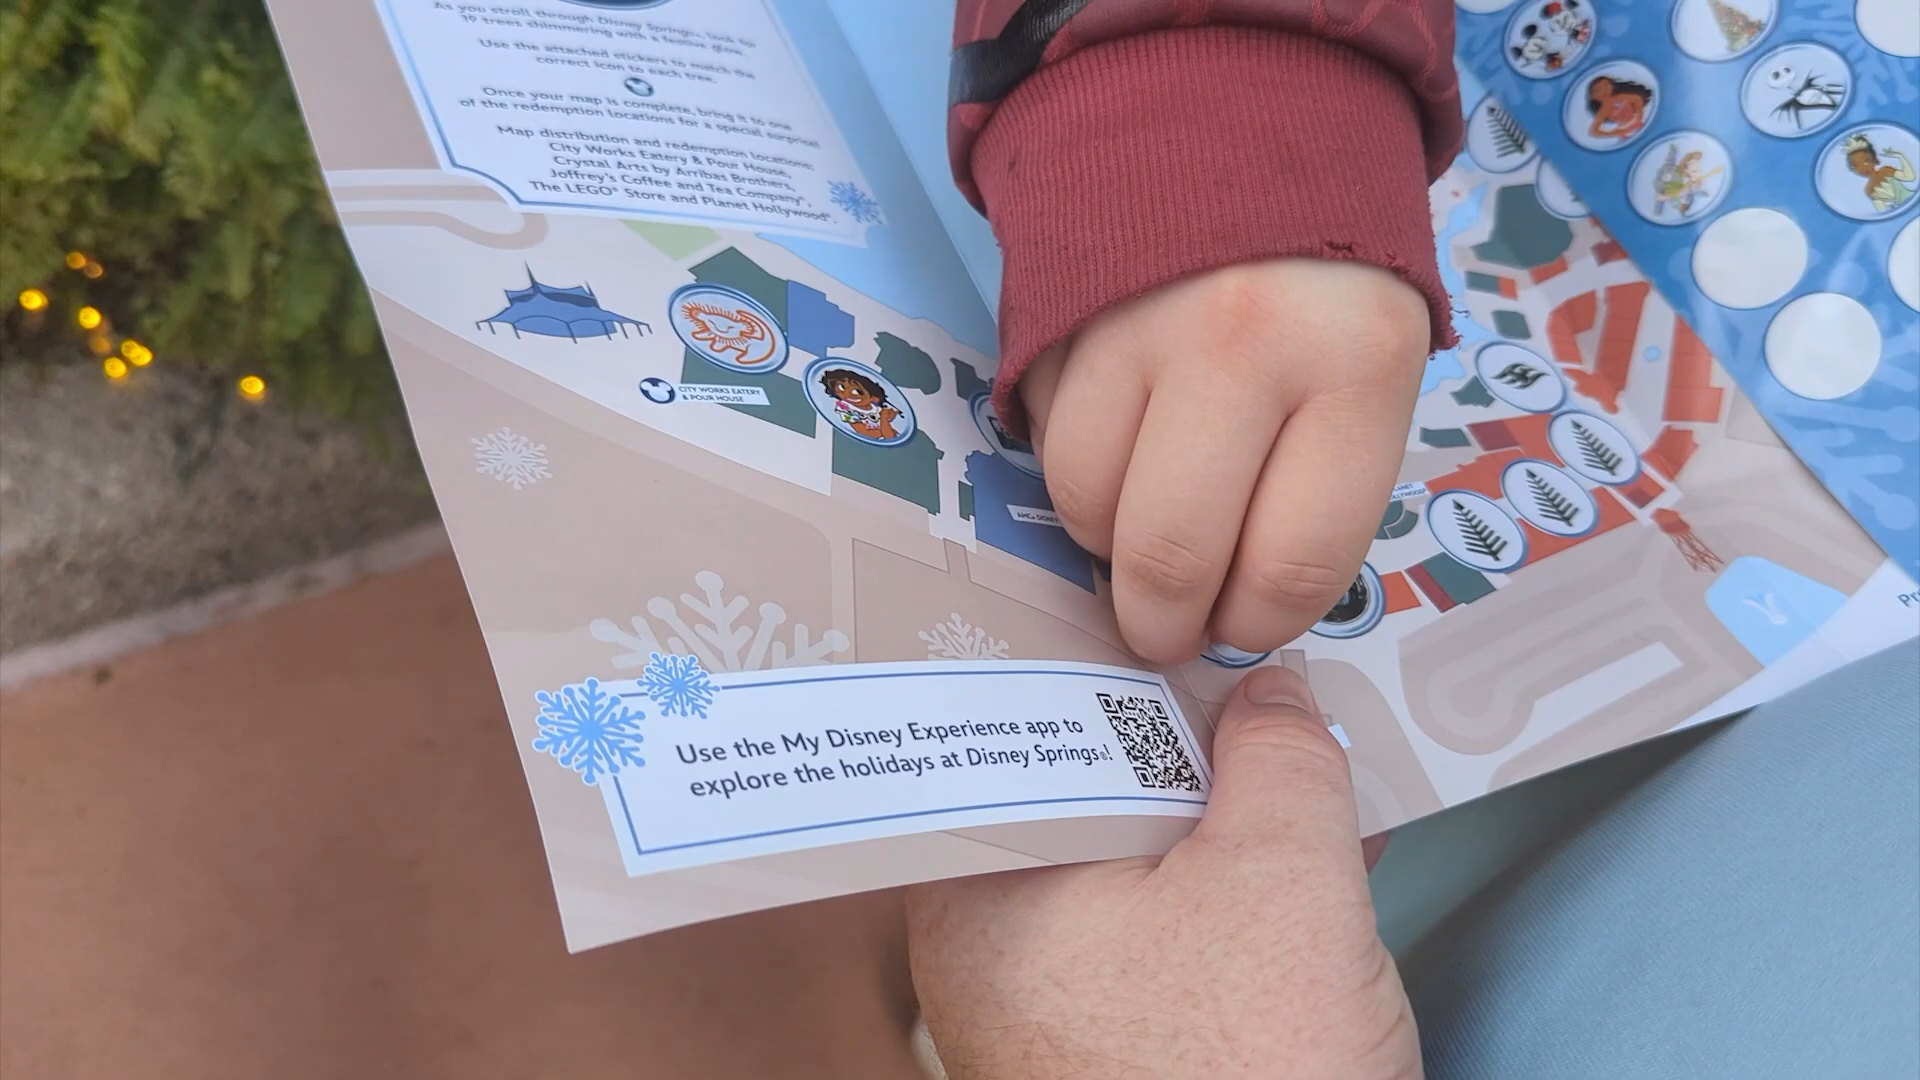 As you stroll through Disney Springs®, look for
19 trees shimmering with a festive glow.
Use the attached stickers to match the
correct icon to each tree.
Once your map is complete, bring it to one
of the redemption locations for a special surprise!
Map distribution and redemption locations:
City Works Eatery & Pour House,
Crystal Arts by Arribas Brothers,
Joffrey's Coffee and Tea Company®,
The LEGO® Store and Planet Hollywood®.
CITY WORKS EATERY
& POUR HOUSE
AMC® DISNEY
Use the My Disney Experience app to
explore the holidays at Disney Springs®!